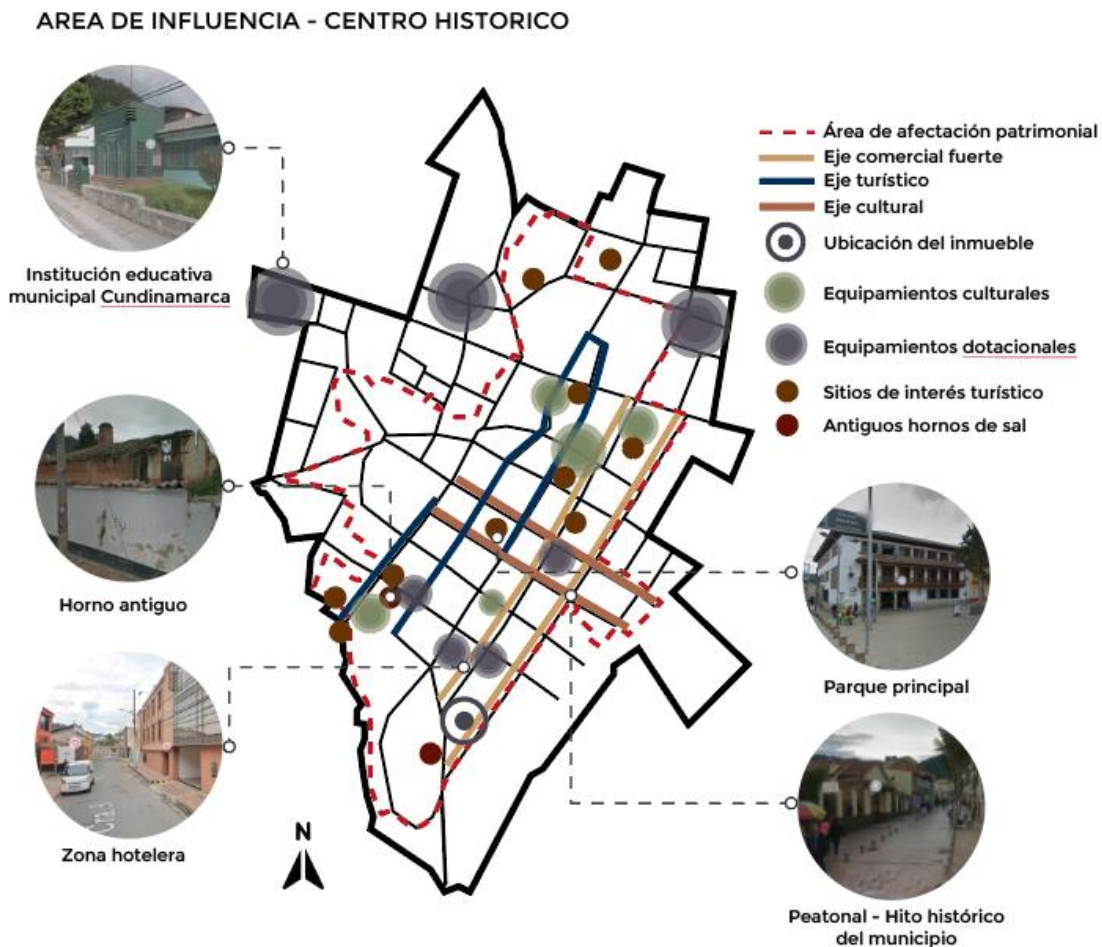 AREA DE INFLUENCIA - CENTRO HISTORICO
Área de afectación patrimonial
Eje comercial fuerte
Eje turístico
Eje cultural
Ubicación del inmueble
Equipamientos culturales
Equipamientos dotacionales
Sitios de interés turístico
Antiguos hornos de sal
Institución educativa
municipal Cundinamarca
Horno antiguo
Cra.9
Zona hotelera
N
Parque principal
Peatonal - Hito histórico
del municipio